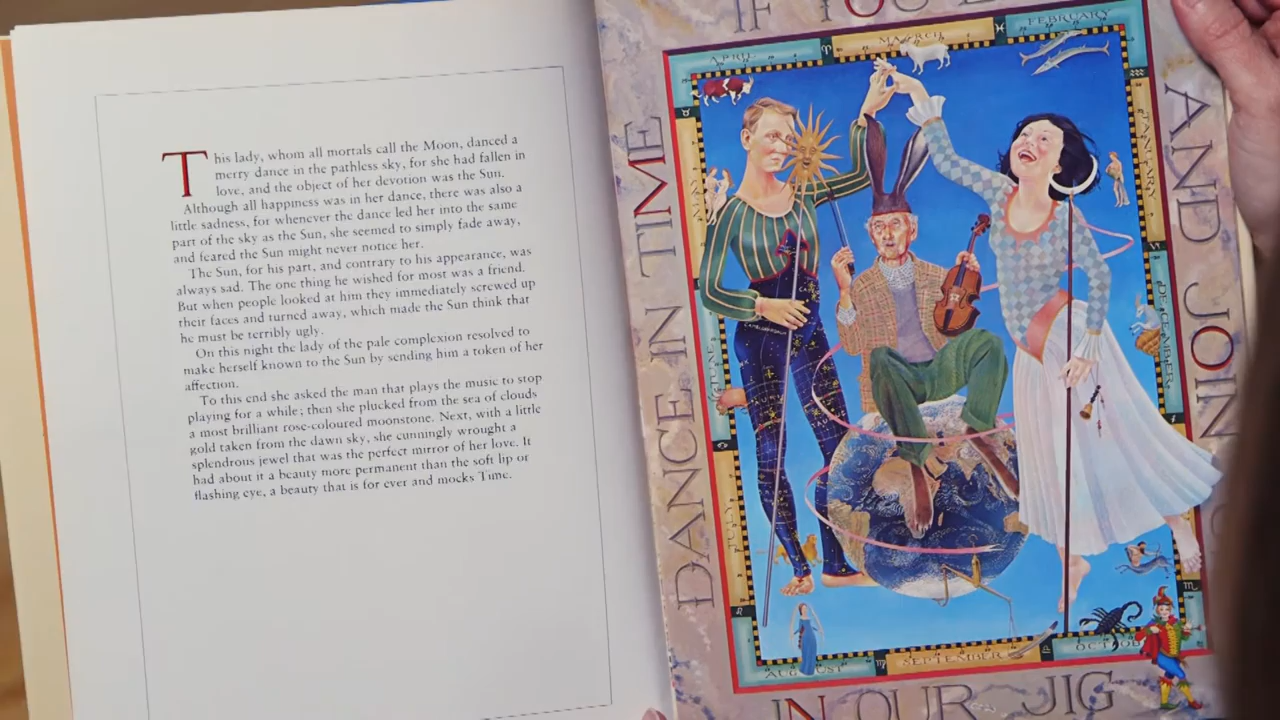 This lady, whom all mortals call the Moon, danced a
merry dance in the pathless sky, for she had fallen in
love, and the object of her devotion was the Sun.
Although all happiness was in her dance, there was also a
little sadness, for whenever the dance led her into the same
part of the sky as the Sun, she seemed to simply fade away,
and feared the Sun might never notice her.
The Sun, for his part, and contrary to his appearance, was
always sad. The one thing he wished for most was a friend.
But when people looked at him they immediately screwed up
their faces and turned away, which made the Sun think that
he must be terribly ugly.
On this night the lady of the pale complexion resolved to
make herself known to the Sun by sending him a token of her
affection.
To this end she asked the man that plays the music to stop
playing for a while; then she plucked from the sea of clouds
a most brilliant rose-coloured moonstone. Next, with a little
gold taken from the dawn sky, she cunningly wrought a
splendrous jewel that was the perfect mirror of her love. It
had about it a beauty more permanent than the soft lip or
flashing eye, a beauty that is for ever and mocks Time.
IF YOU
DANCE IN TIME
AND JOIN
IN OUR JIG
APRIL
MARCH
FEBRUARY
JANUARY
DECEMBER
MAY
JUNE
JULY
AUGUST
SEPTEMBER
OCTOB